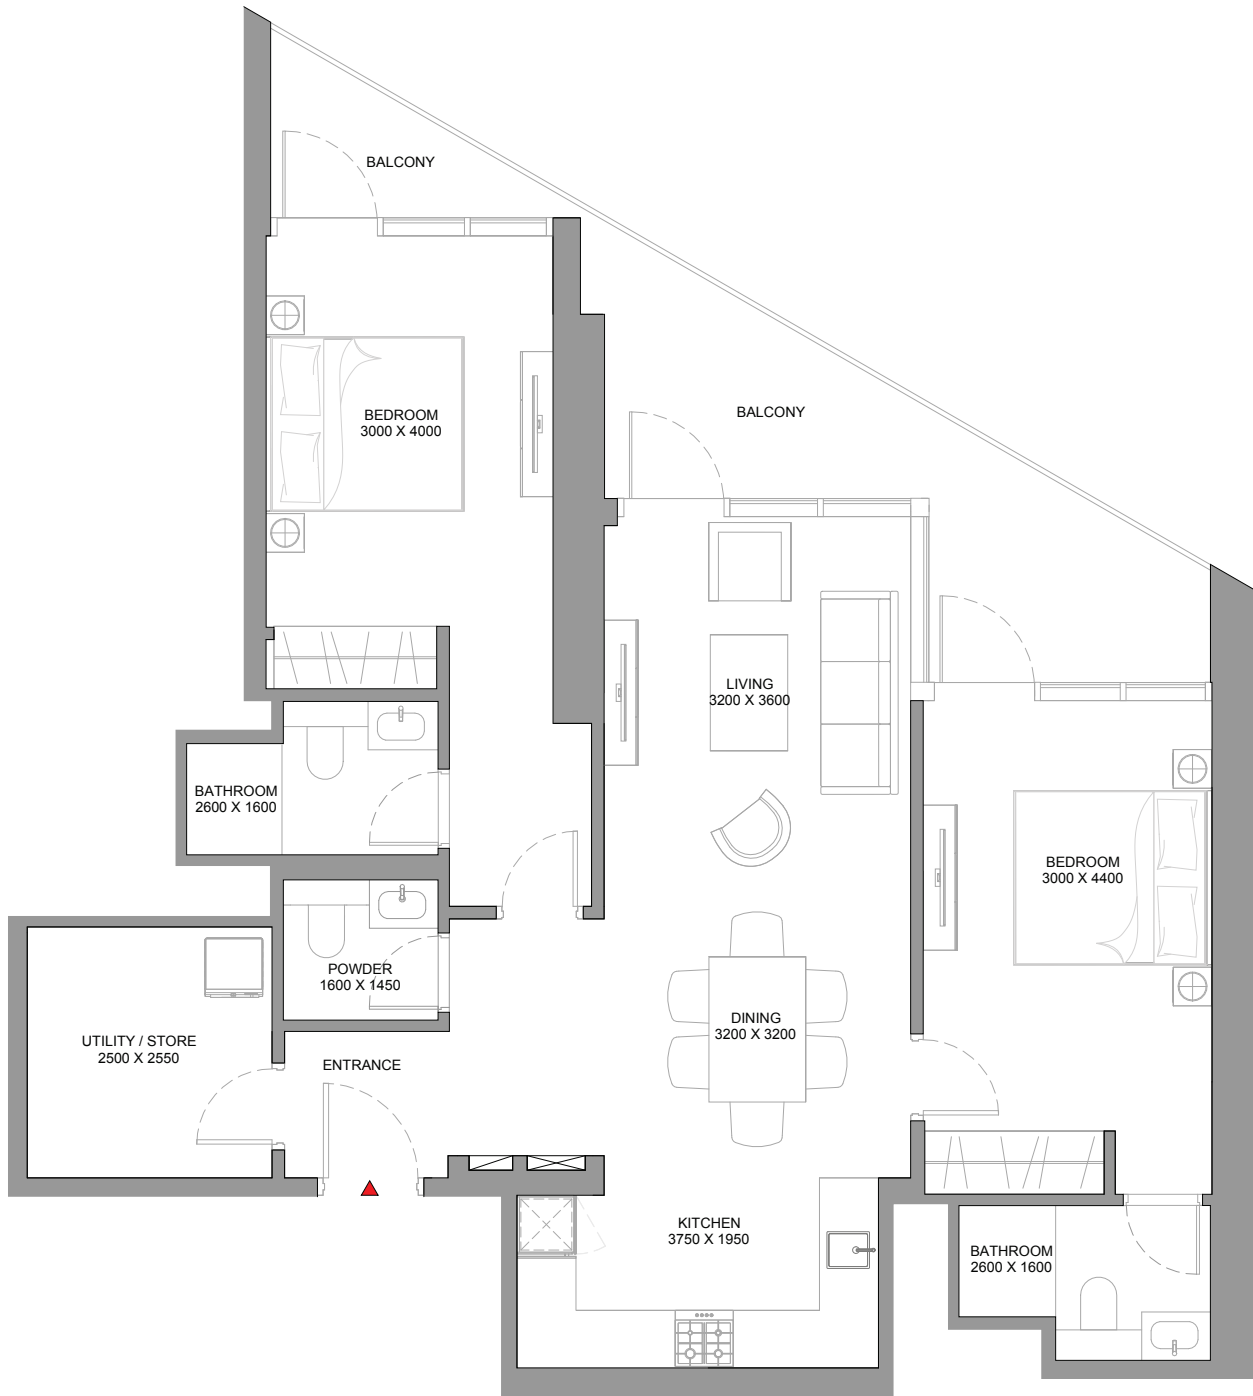 BALCONY
BEDROOM
3000 X 4000
BALCONY
LIVING
3200 X 3600
BATHROOM
2600 X 1600
BEDROOM
3000 X 4400
POWDER
1600 X 1450
DINING
3200 X 3200
UTILITY / STORE
2500 X 2550
ENTRANCE
KITCHEN
3750 X 1950
BATHROOM
2600 X 1600